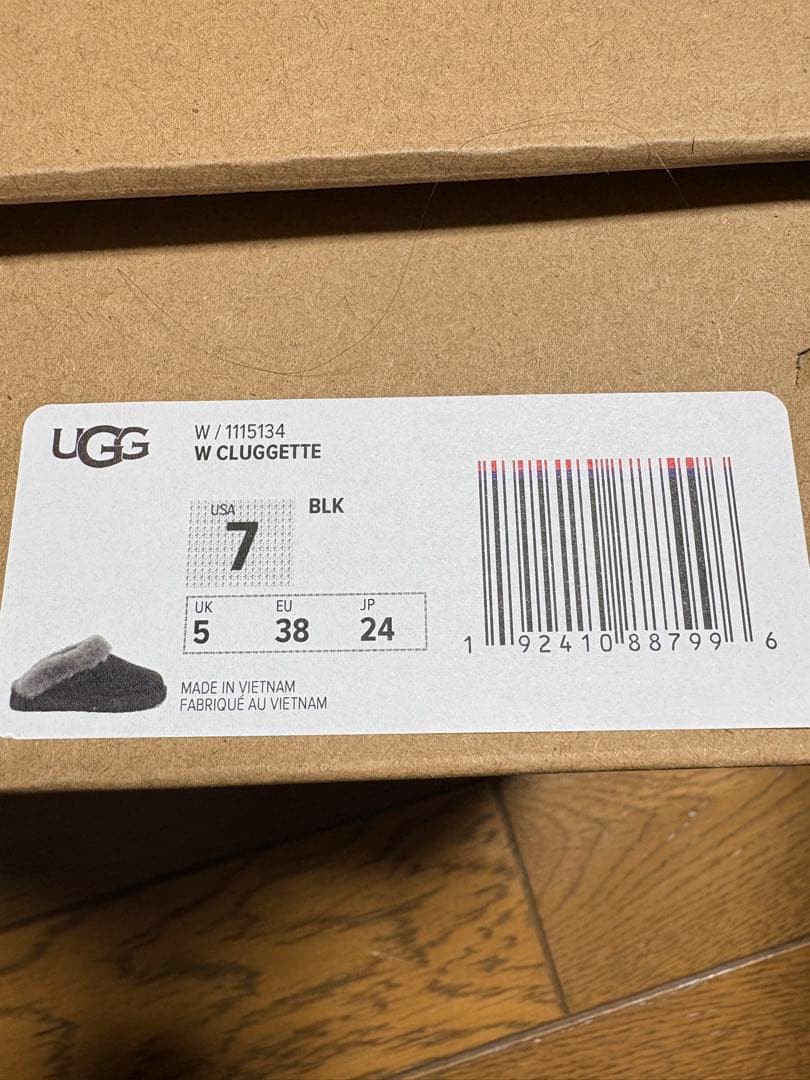 UGG
W / 1115134
W CLUGGETTE
USA
7
BLK
UK EU JP
5 38 24
MADE IN VIETNAM
FABRIQUÉ AU VIETNAM
1 92410 88799 6